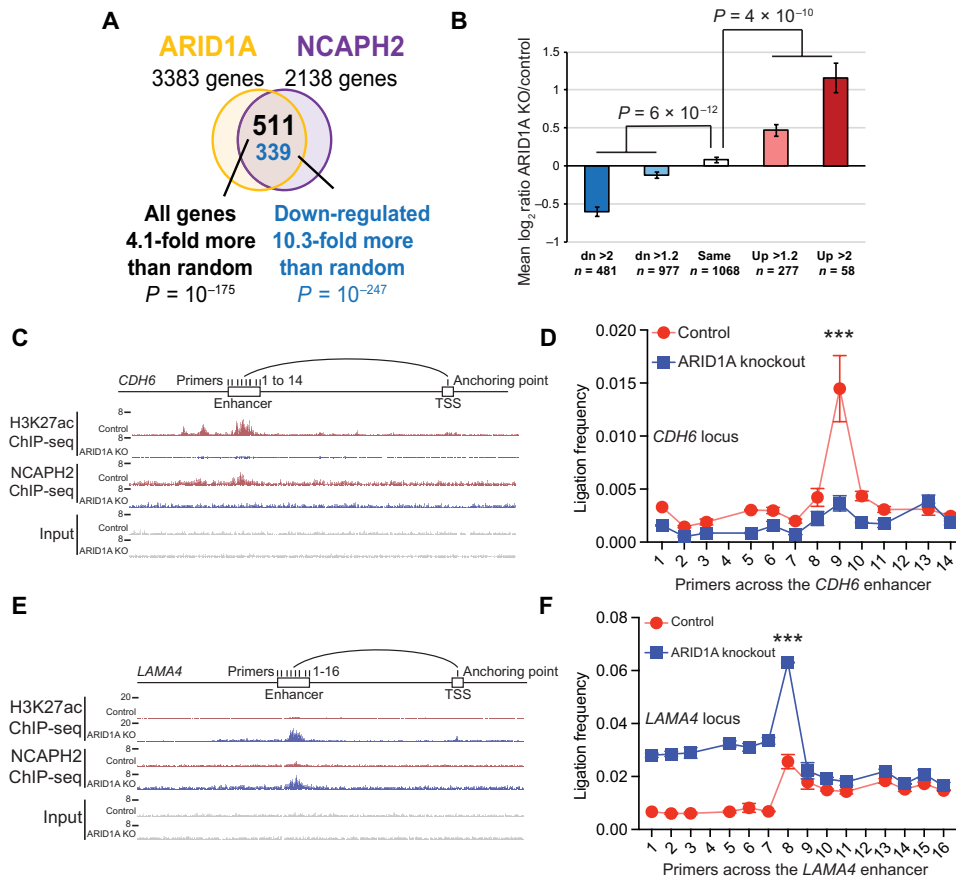 A
ARID1A NCAPH2
3383 genes 2138 genes
511
339
All genes
4.1-fold more
than random
P = 10⁻¹⁷⁵
Down-regulated
10.3-fold more
than random
P = 10⁻²⁴⁷
B
P = 4 × 10⁻¹⁰
P = 6 × 10⁻¹²
Mean log₂ ratio ARID1A KO/control
1.5
1
0.5
0
−0.5
−1
dn >2
n = 481
dn >1.2
n = 977
Same
n = 1068
Up >1.2
n = 277
Up >2
n = 58
C
CDH6 Primers 1 to 14 Anchoring point
Enhancer TSS
H3K27ac
ChIP-seq
8
Control
8
ARID1A KO
NCAPH2
ChIP-seq
8
Control
8
ARID1A KO
Input
8
Control
8
ARID1A KO
D
Control
ARID1A knockout
***
CDH6 locus
Ligation frequency
0.020
0.015
0.010
0.005
0.000
1 2 3 4 5 6 7 8 9 10 11 12 13 14
Primers across the CDH6 enhancer
E
LAMA4 Primers 1-16 Anchoring point
Enhancer TSS
H3K27ac
ChIP-seq
20
Control
20
ARID1A KO
NCAPH2
ChIP-seq
8
Control
8
ARID1A KO
Input
8
Control
8
ARID1A KO
F
Control
ARID1A knockout
***
LAMA4 locus
Ligation frequency
0.08
0.06
0.04
0.02
0.00
1 2 3 4 5 6 7 8 9 10 11 12 13 14 15 16
Primers across the LAMA4 enhancer